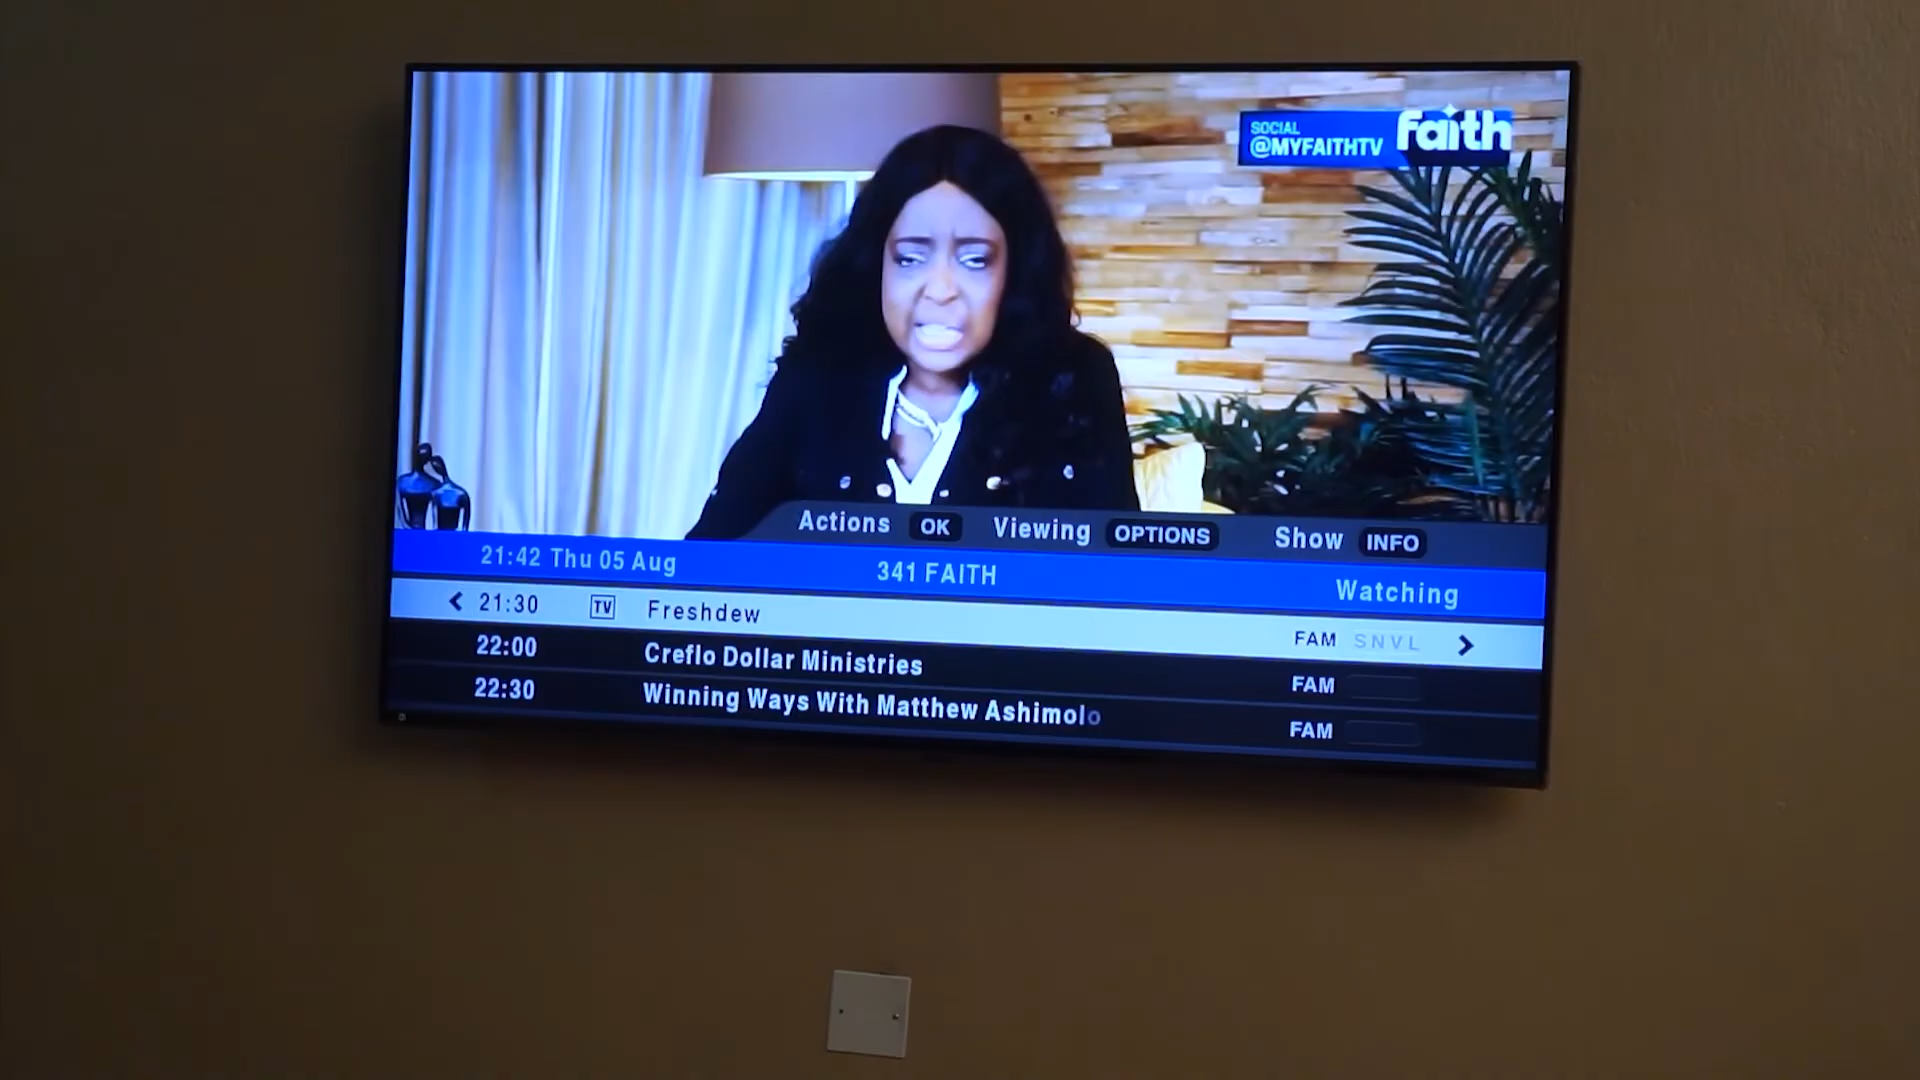 SOCIAL
@MYFAITHTV
faith
Actions OK Viewing OPTIONS Show INFO
21:42 Thu 05 Aug 341 FAITH Watching
21:30 TV Freshdew FAM SNVL
22:00 Creflo Dollar Ministries FAM
22:30 Winning Ways With Matthew Ashimolo FAM